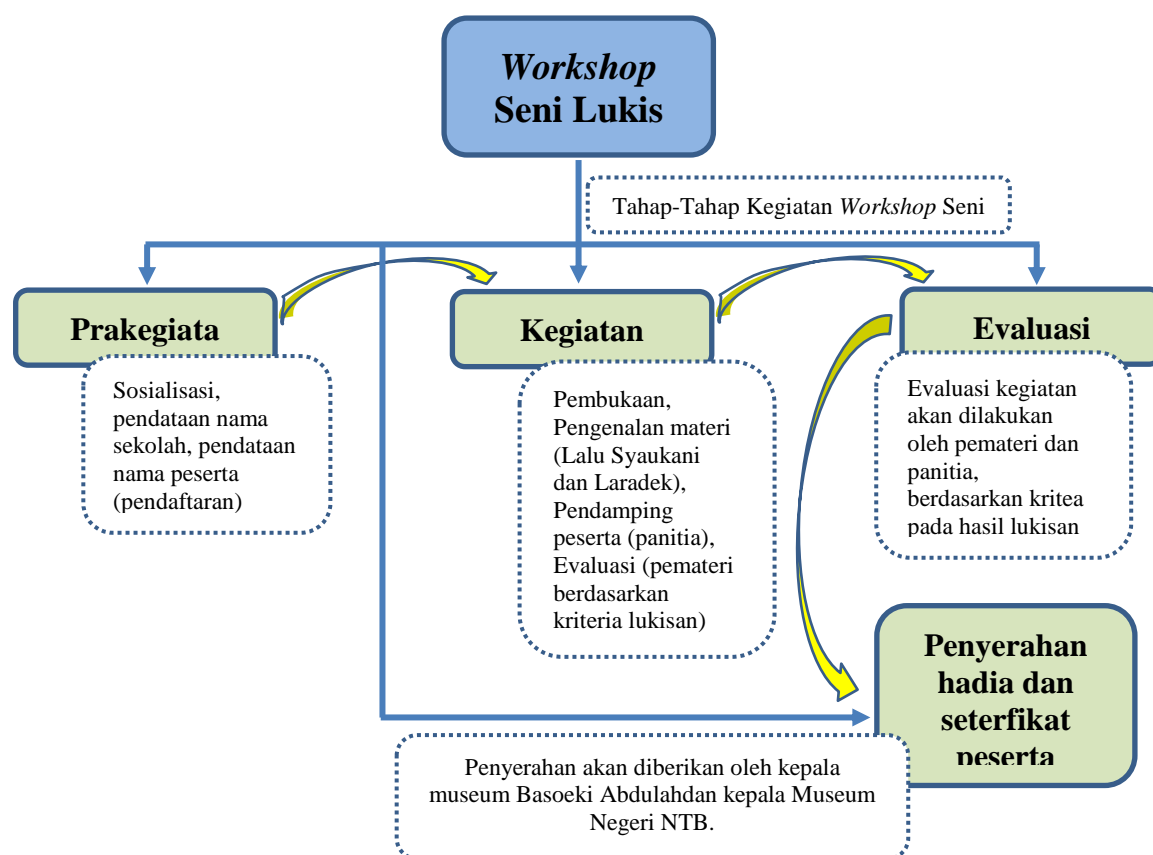 Workshop
Seni Lukis
Tahap-Tahap Kegiatan Workshop Seni
Prakegiata
Kegiatan
Evaluasi
Sosialisasi,
pendataan nama
sekolah, pendataan
nama peserta
(pendaftaran)
Pembukaan,
Pengenalan materi
(Lalu Syaukani
dan Laradek),
Pendamping
peserta (panitia),
Evaluasi (pemateri
berdasarkan
kriteria lukisan)
Evaluasi kegiatan
akan dilakukan
oleh pemateri dan
panitia,
berdasarkan kritea
pada hasil lukisan
Penyerahan
hadia dan
seterfikat
peserta
Penyerahan akan diberikan oleh kepala
museum Basoeki Abdulahdan kepala Museum
Negeri NTB.